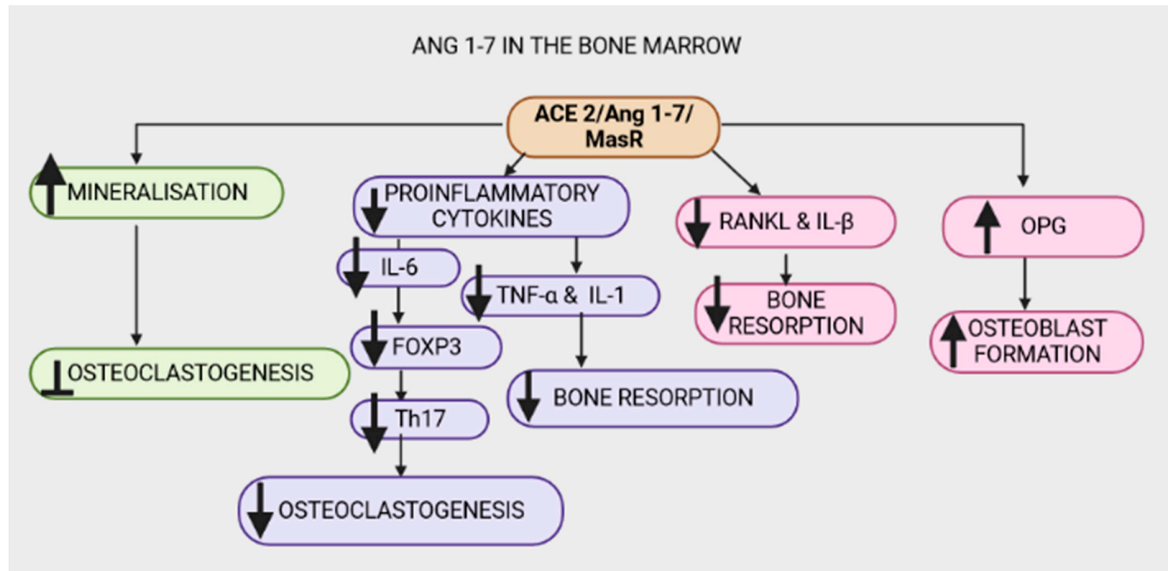 ANG 1-7 IN THE BONE MARROW
ACE 2/Ang 1-7/
MasR
MINERALISATION
OSTEOCLASTOGENESIS
PROINFLAMMATORY
CYTOKINES
IL-6
FOXP3
Th17
OSTEOCLASTOGENESIS
TNF-α & IL-1
BONE RESORPTION
RANKL & IL-β
BONE
RESORPTION
OPG
OSTEOBLAST
FORMATION